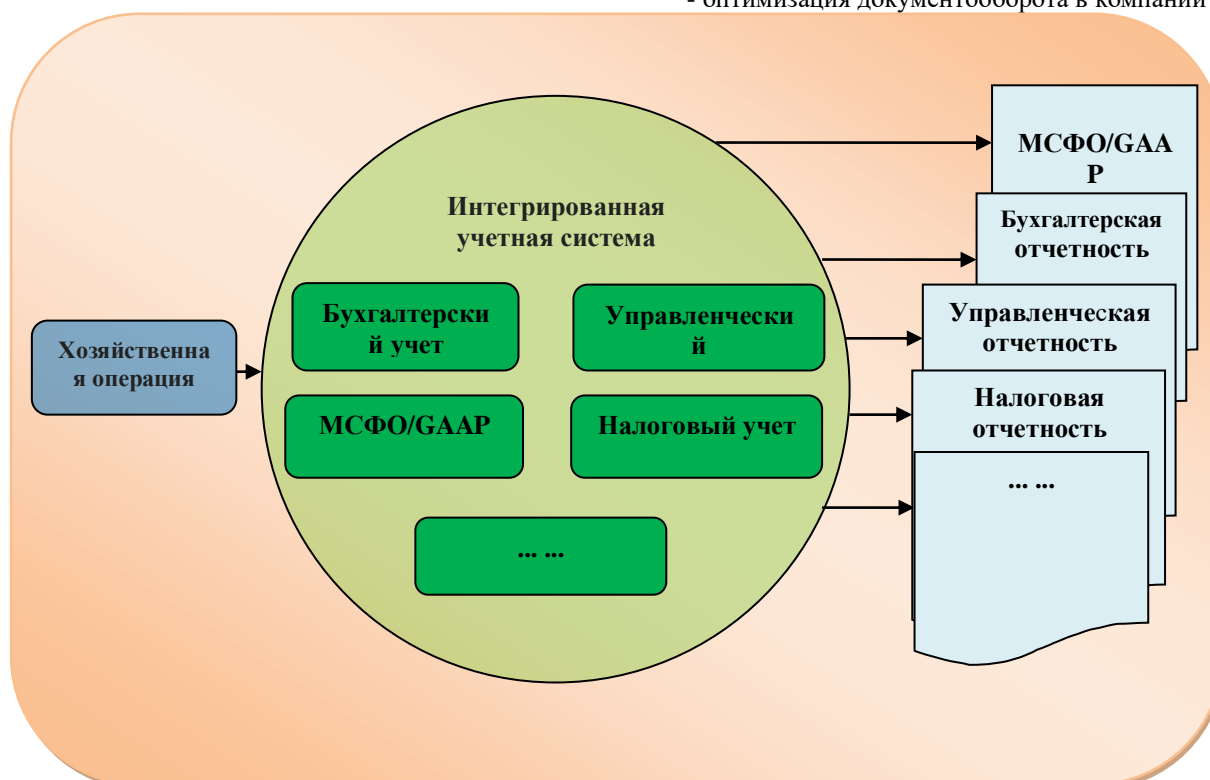 - оптимизация документооборота в компании
Интегрированная
учетная система
Хозяйственна
я операция
Бухгалтерски
й учет
Управленчески
й
МСФО/GAAP
Налоговый учет
... ...
МСФО/GAA
P
Бухгалтерская
отчетность
Управленческая
отчетность
Налоговая
отчетность
... ...